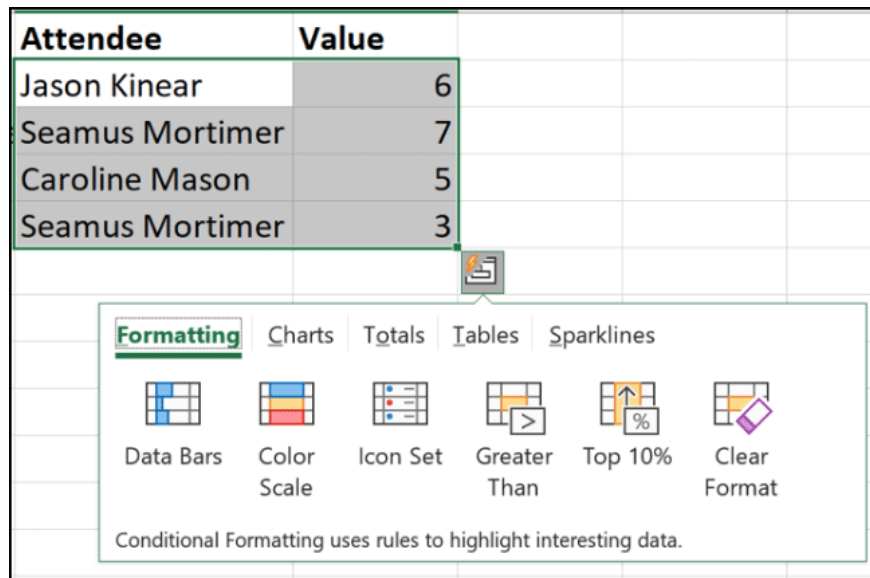 Attendee Value
Jason Kinear 6
Seamus Mortimer 7
Caroline Mason 5
Seamus Mortimer 3
Formatting Charts Totals Tables Sparklines
Data Bars Color Scale Icon Set Greater Than Top 10% Clear Format
Conditional Formatting uses rules to highlight interesting data.